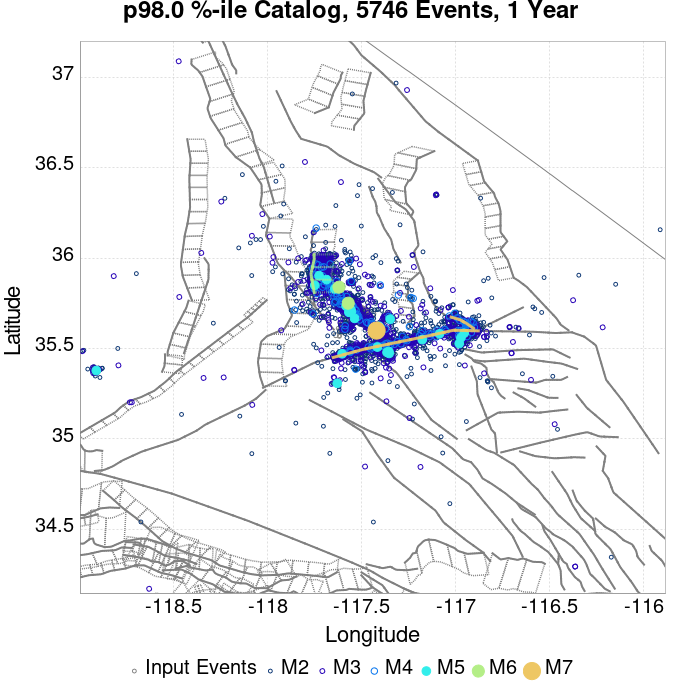 p98.0 %-ile Catalog, 5746 Events, 1 Year
37
36.5
36
35.5
35
34.5
Latitude
-118.5 -118 -117.5 -117 -116.5 -116
Longitude
Input Events M2 M3 M4 M5 M6 M7